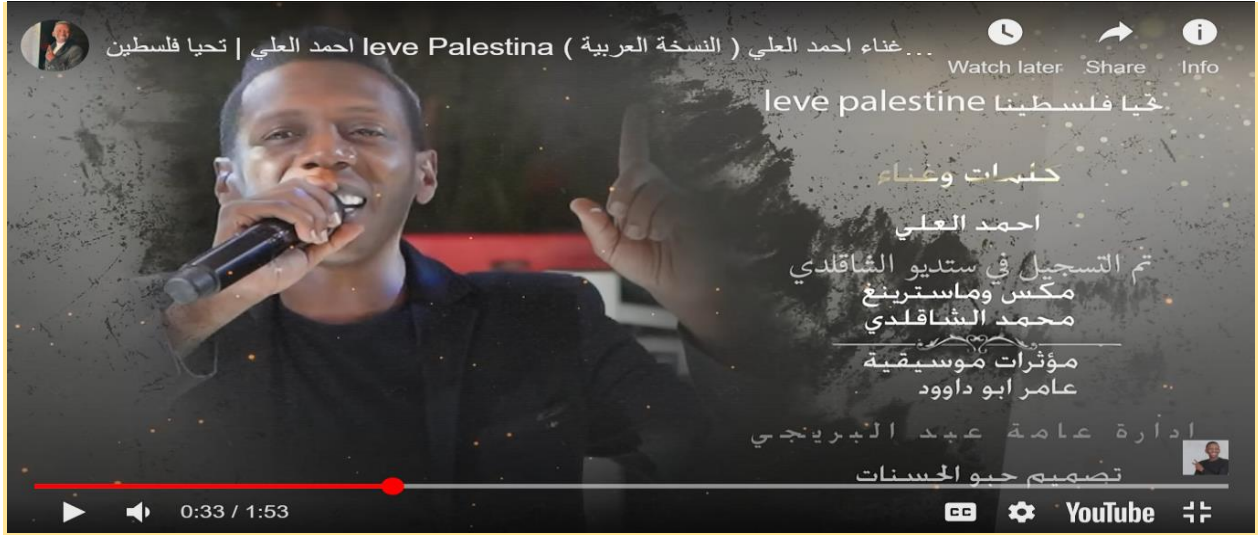 احمد العلي | تحيا فلسطين leve Palestina ( النسخة العربية ) غناء احمد العلي...
Watch later
Share
Info
تحيا فلسطينا leve palestine
كلمات وغناء
احمد العلي
تم التسجيل في ستديو الشاقلدي
مكس وماسترينغ
محمد الشاقلدي
مؤثرات موسيقية
عامر ابو داوود
ادارة عامة عبد البريجي
تصميم حبو الحسنات
0:33 / 1:53
CC
YouTube